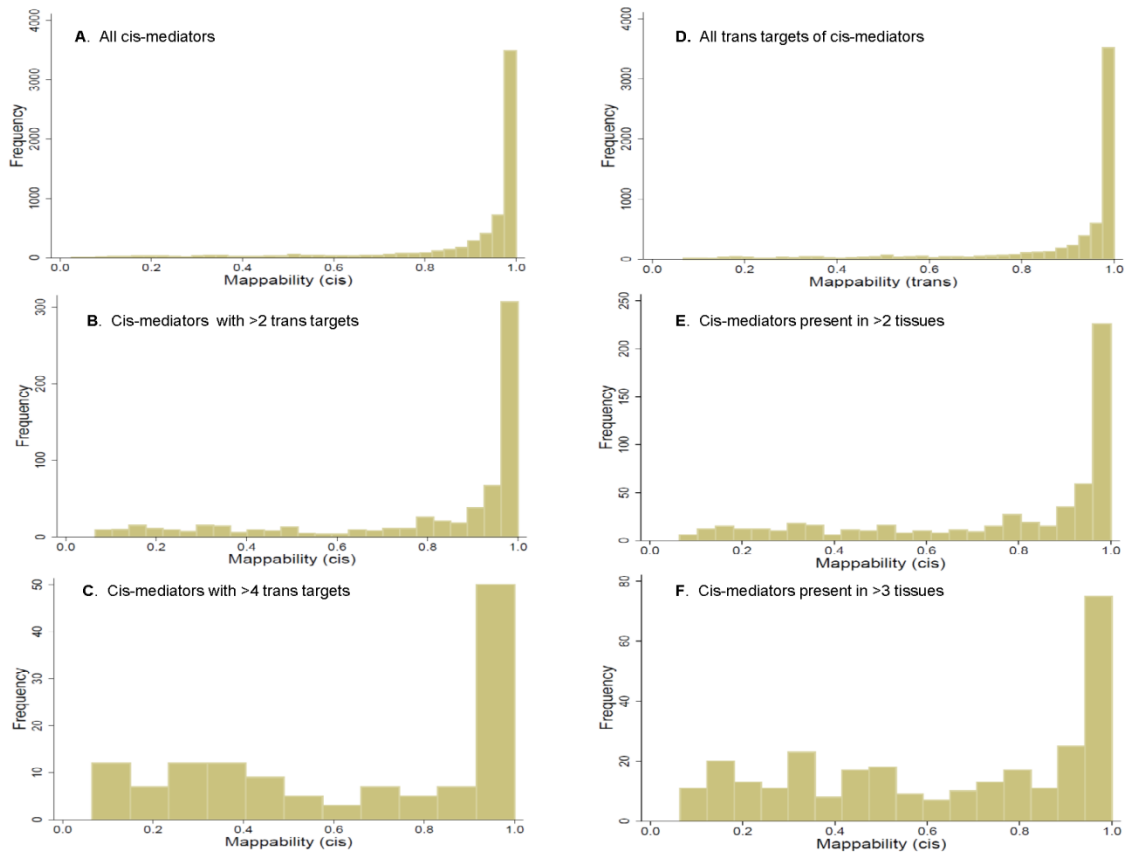 A. All cis-mediators
Frequency
0
1000
2000
3000
4000
0.0 0.2 0.4 0.6 0.8 1.0
Mappability (cis)
B. Cis-mediators with >2 trans targets
Frequency
0
100
200
300
0.0 0.2 0.4 0.6 0.8 1.0
Mappability (cis)
C. Cis-mediators with >4 trans targets
Frequency
0
10
20
30
40
50
0.0 0.2 0.4 0.6 0.8 1.0
Mappability (cis)
D. All trans targets of cis-mediators
Frequency
0
1000
2000
3000
4000
0.0 0.2 0.4 0.6 0.8 1.0
Mappability (trans)
E. Cis-mediators present in >2 tissues
Frequency
0
50
100
150
200
250
0.0 0.2 0.4 0.6 0.8 1.0
Mappability (cis)
F. Cis-mediators present in >3 tissues
Frequency
0
20
40
60
80
0.0 0.2 0.4 0.6 0.8 1.0
Mappability (cis)